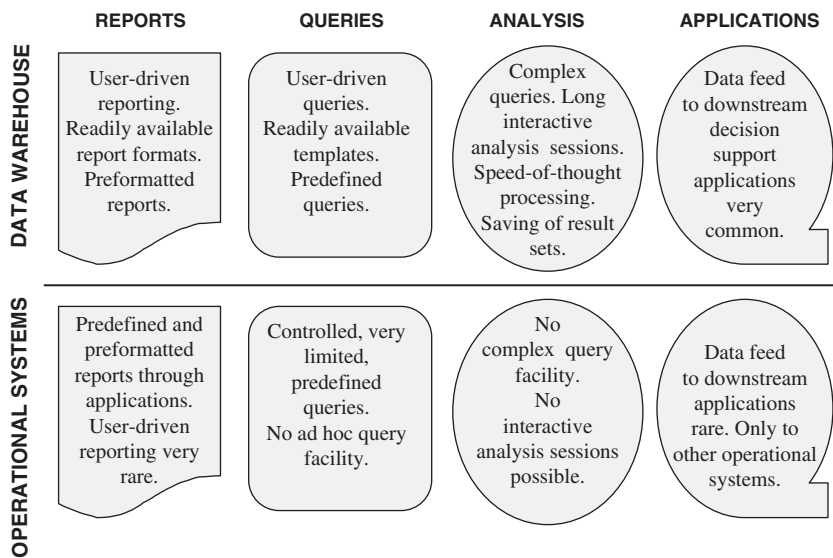 REPORTS
QUERIES
ANALYSIS
APPLICATIONS
DATA WAREHOUSE
User-driven
reporting.
Readily available
report formats.
Preformatted
reports.
User-driven
queries.
Readily available
templates.
Predefined
queries.
Complex
queries. Long
interactive
analysis sessions.
Speed-of-thought
processing.
Saving of result
sets.
Data feed
to downstream
decision
support
applications
very
common.
OPERATIONAL SYSTEMS
Predefined and
preformatted
reports through
applications.
User-driven
reporting very
rare.
Controlled, very
limited,
predefined
queries.
No ad hoc query
facility.
No
complex query
facility.
No
interactive
analysis sessions
possible.
Data feed
to downstream
applications
rare. Only to
other operational
systems.